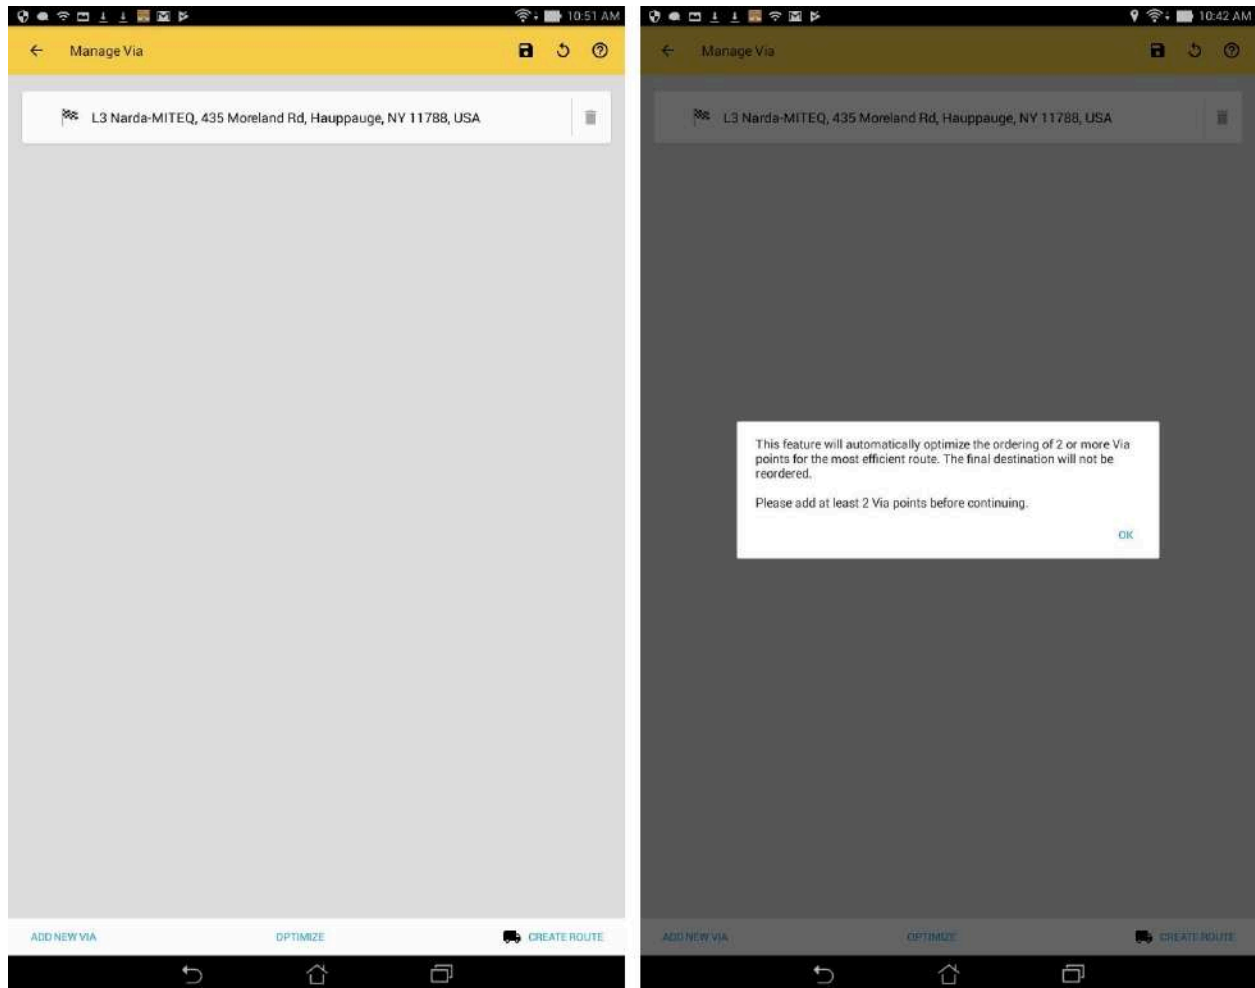 10:51 AM
Manage Via
L3 Narda-MITEQ, 435 Moreland Rd, Hauppauge, NY 11788, USA
ADD NEW VIA
OPTIMIZE
CREATE ROUTE
10:42 AM
Manage Via
L3 Narda-MITEQ, 435 Moreland Rd, Hauppauge, NY 11788, USA
This feature will automatically optimize the ordering of 2 or more Via
points for the most efficient route. The final destination will not be
reordered.
Please add at least 2 Via points before continuing.
OK
ADD NEW VIA
OPTIMIZE
CREATE ROUTE